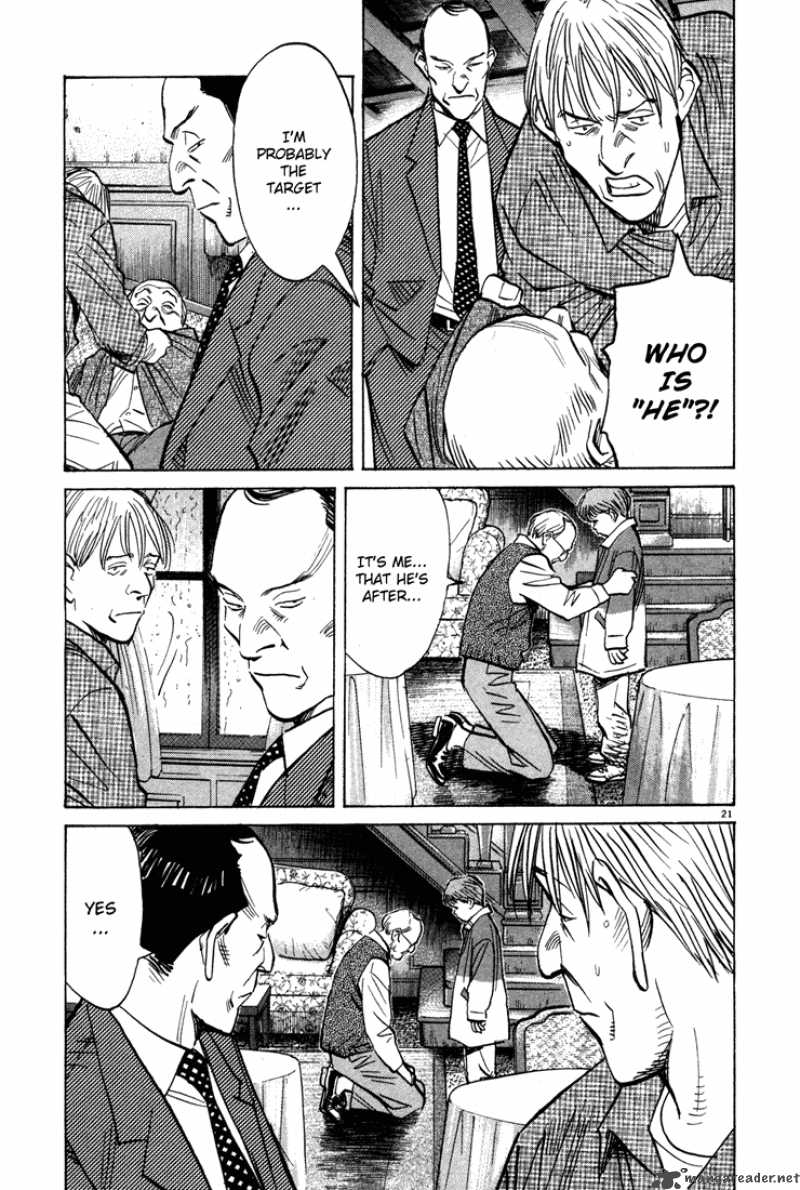 WHO
IS
"HE"?!
I'M
PROBABLY
THE
TARGET
...
IT'S ME...
THAT HE'S
AFTER...
21
YES
...
mangareader.net